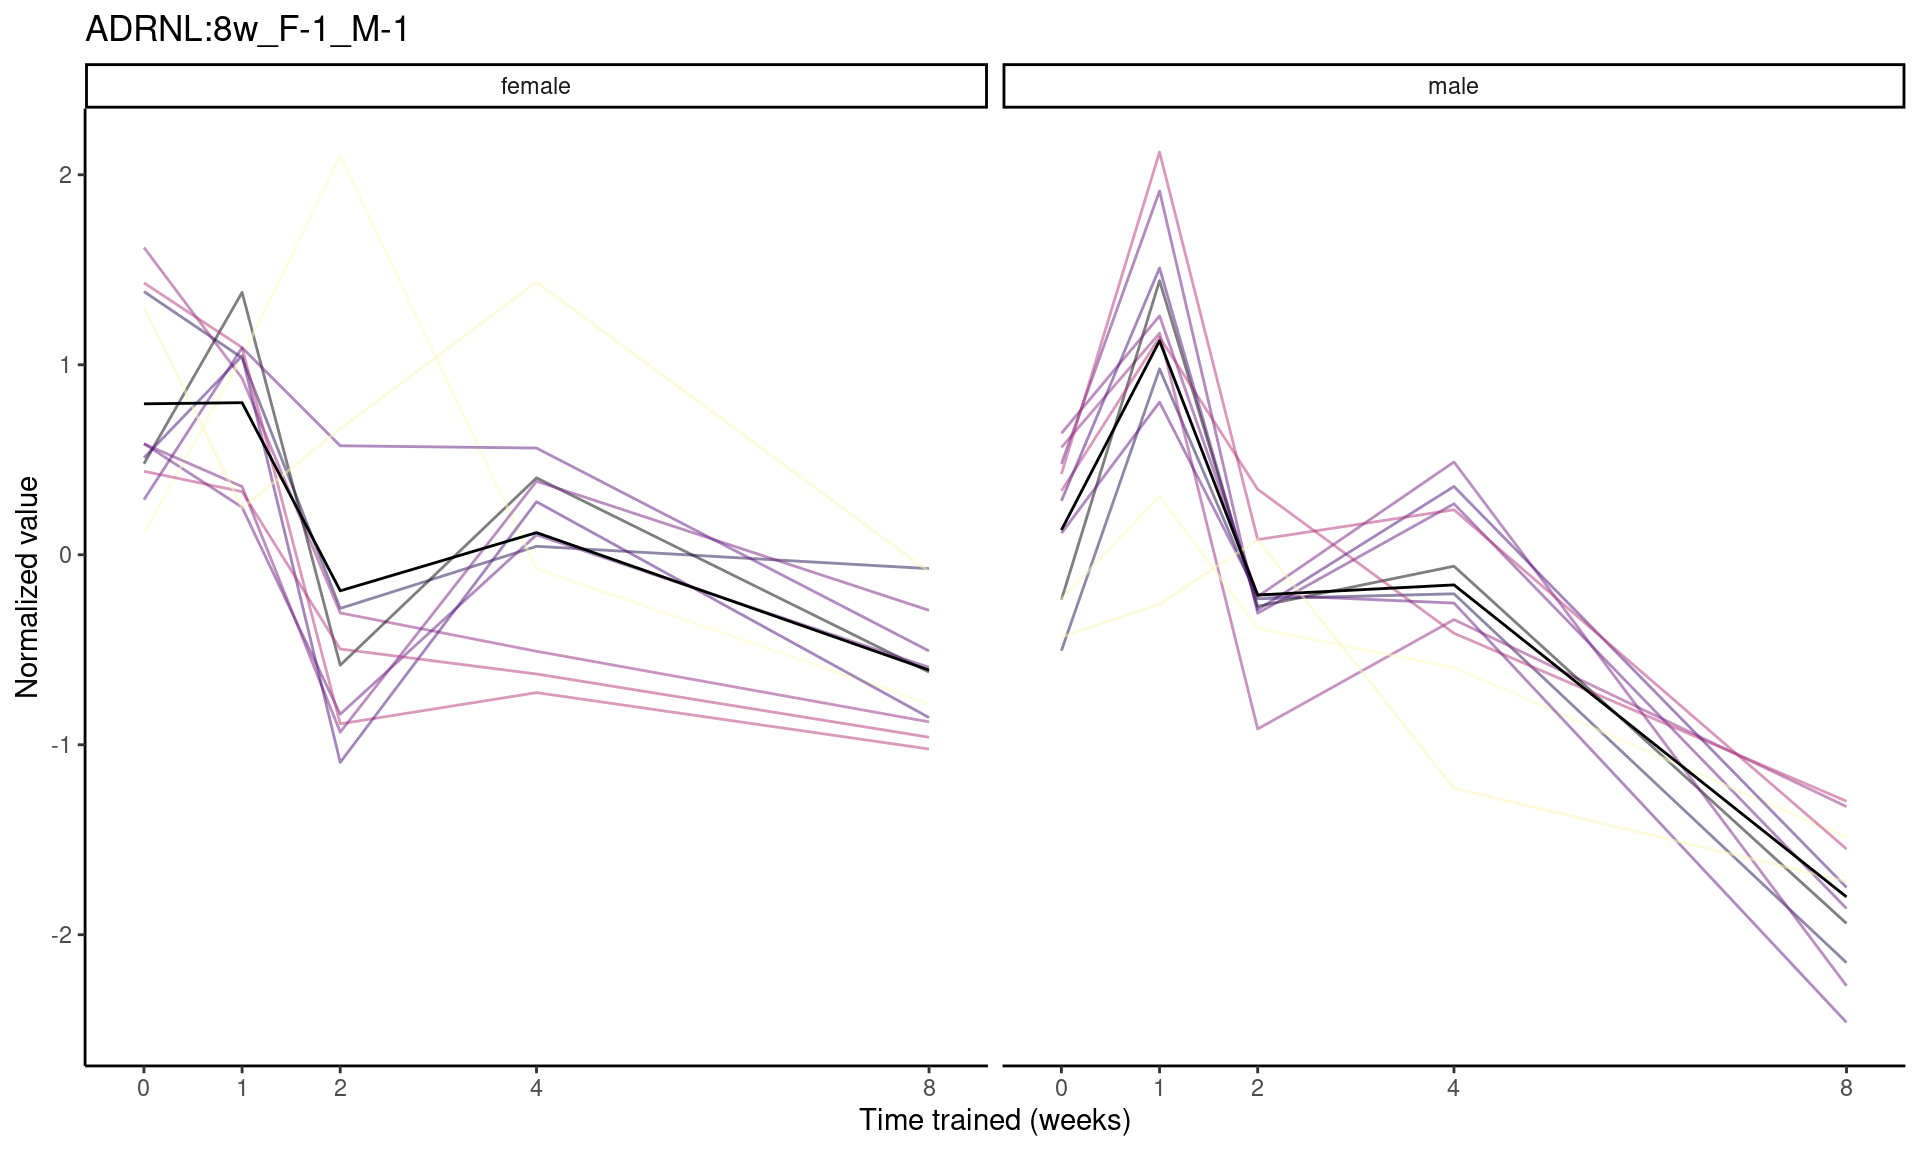 ADRNL:8w_F-1_M-1
female
male
Normalized value
2
1
0
-1
-2
0 1 2 4 8
0 1 2 4 8
Time trained (weeks)